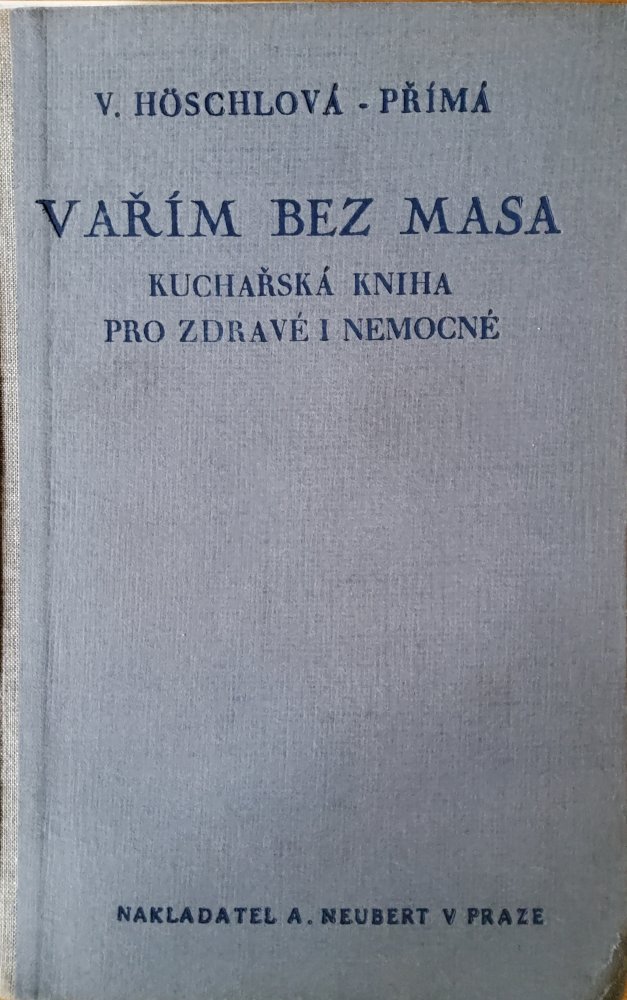 V. HÖSCHLOVÁ - PŘÍMÁ
VAŘÍM BEZ MASA
KUCHAŘSKÁ KNIHA
PRO ZDRAVÉ I NEMOCNÉ
NAKLADATEL A. NEUBERT V PRAZE